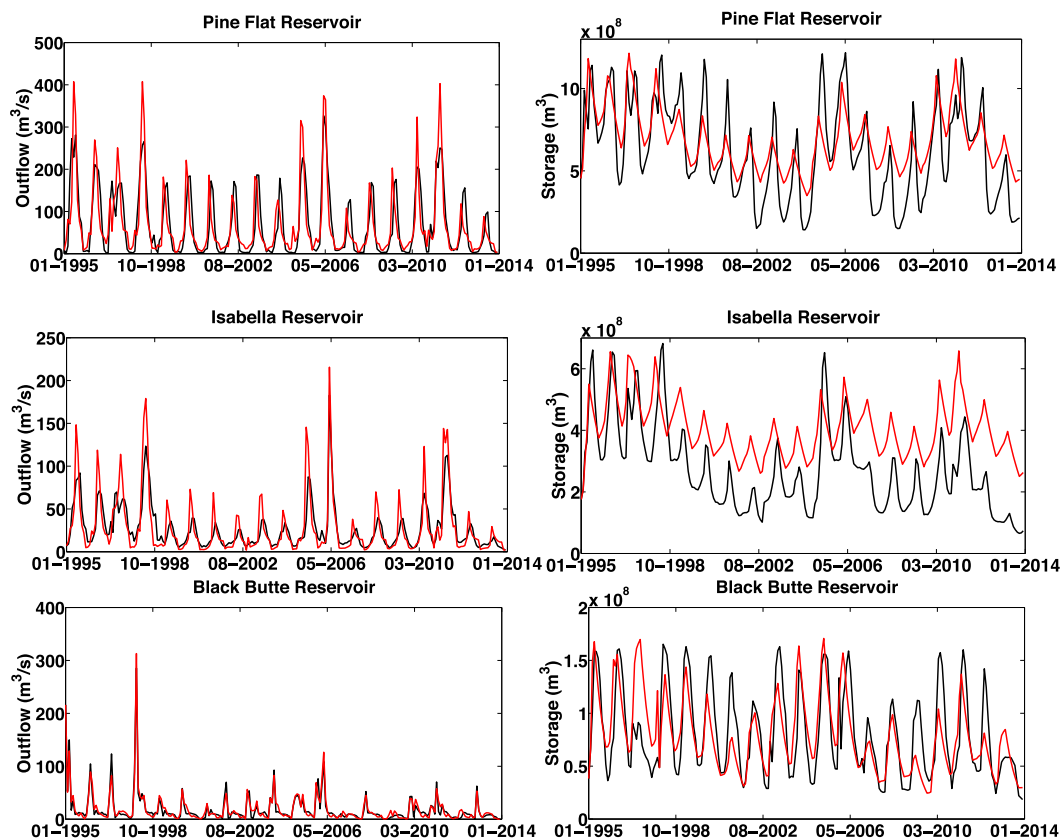 Pine Flat Reservoir
Outflow (m³/s)
500
400
300
200
100
0
01−1995 10−1998 08−2002 05−2006 03−2010 01−2014
Pine Flat Reservoir
x 10⁸
Storage (m³)
10
5
0
01−1995 10−1998 08−2002 05−2006 03−2010 01−2014
Isabella Reservoir
Outflow (m³/s)
250
200
150
100
50
0
01−1995 10−1998 08−2002 05−2006 03−2010 01−2014
Isabella Reservoir
x 10⁸
Storage (m³)
6
4
2
0
01−1995 10−1998 08−2002 05−2006 03−2010 01−2014
Black Butte Reservoir
Outflow (m³/s)
400
300
200
100
0
01−1995 10−1998 08−2002 05−2006 03−2010 01−2014
Black Butte Reservoir
x 10⁸
Storage (m³)
2
1.5
1
0.5
0
01−1995 10−1998 08−2002 05−2006 03−2010 01−2014